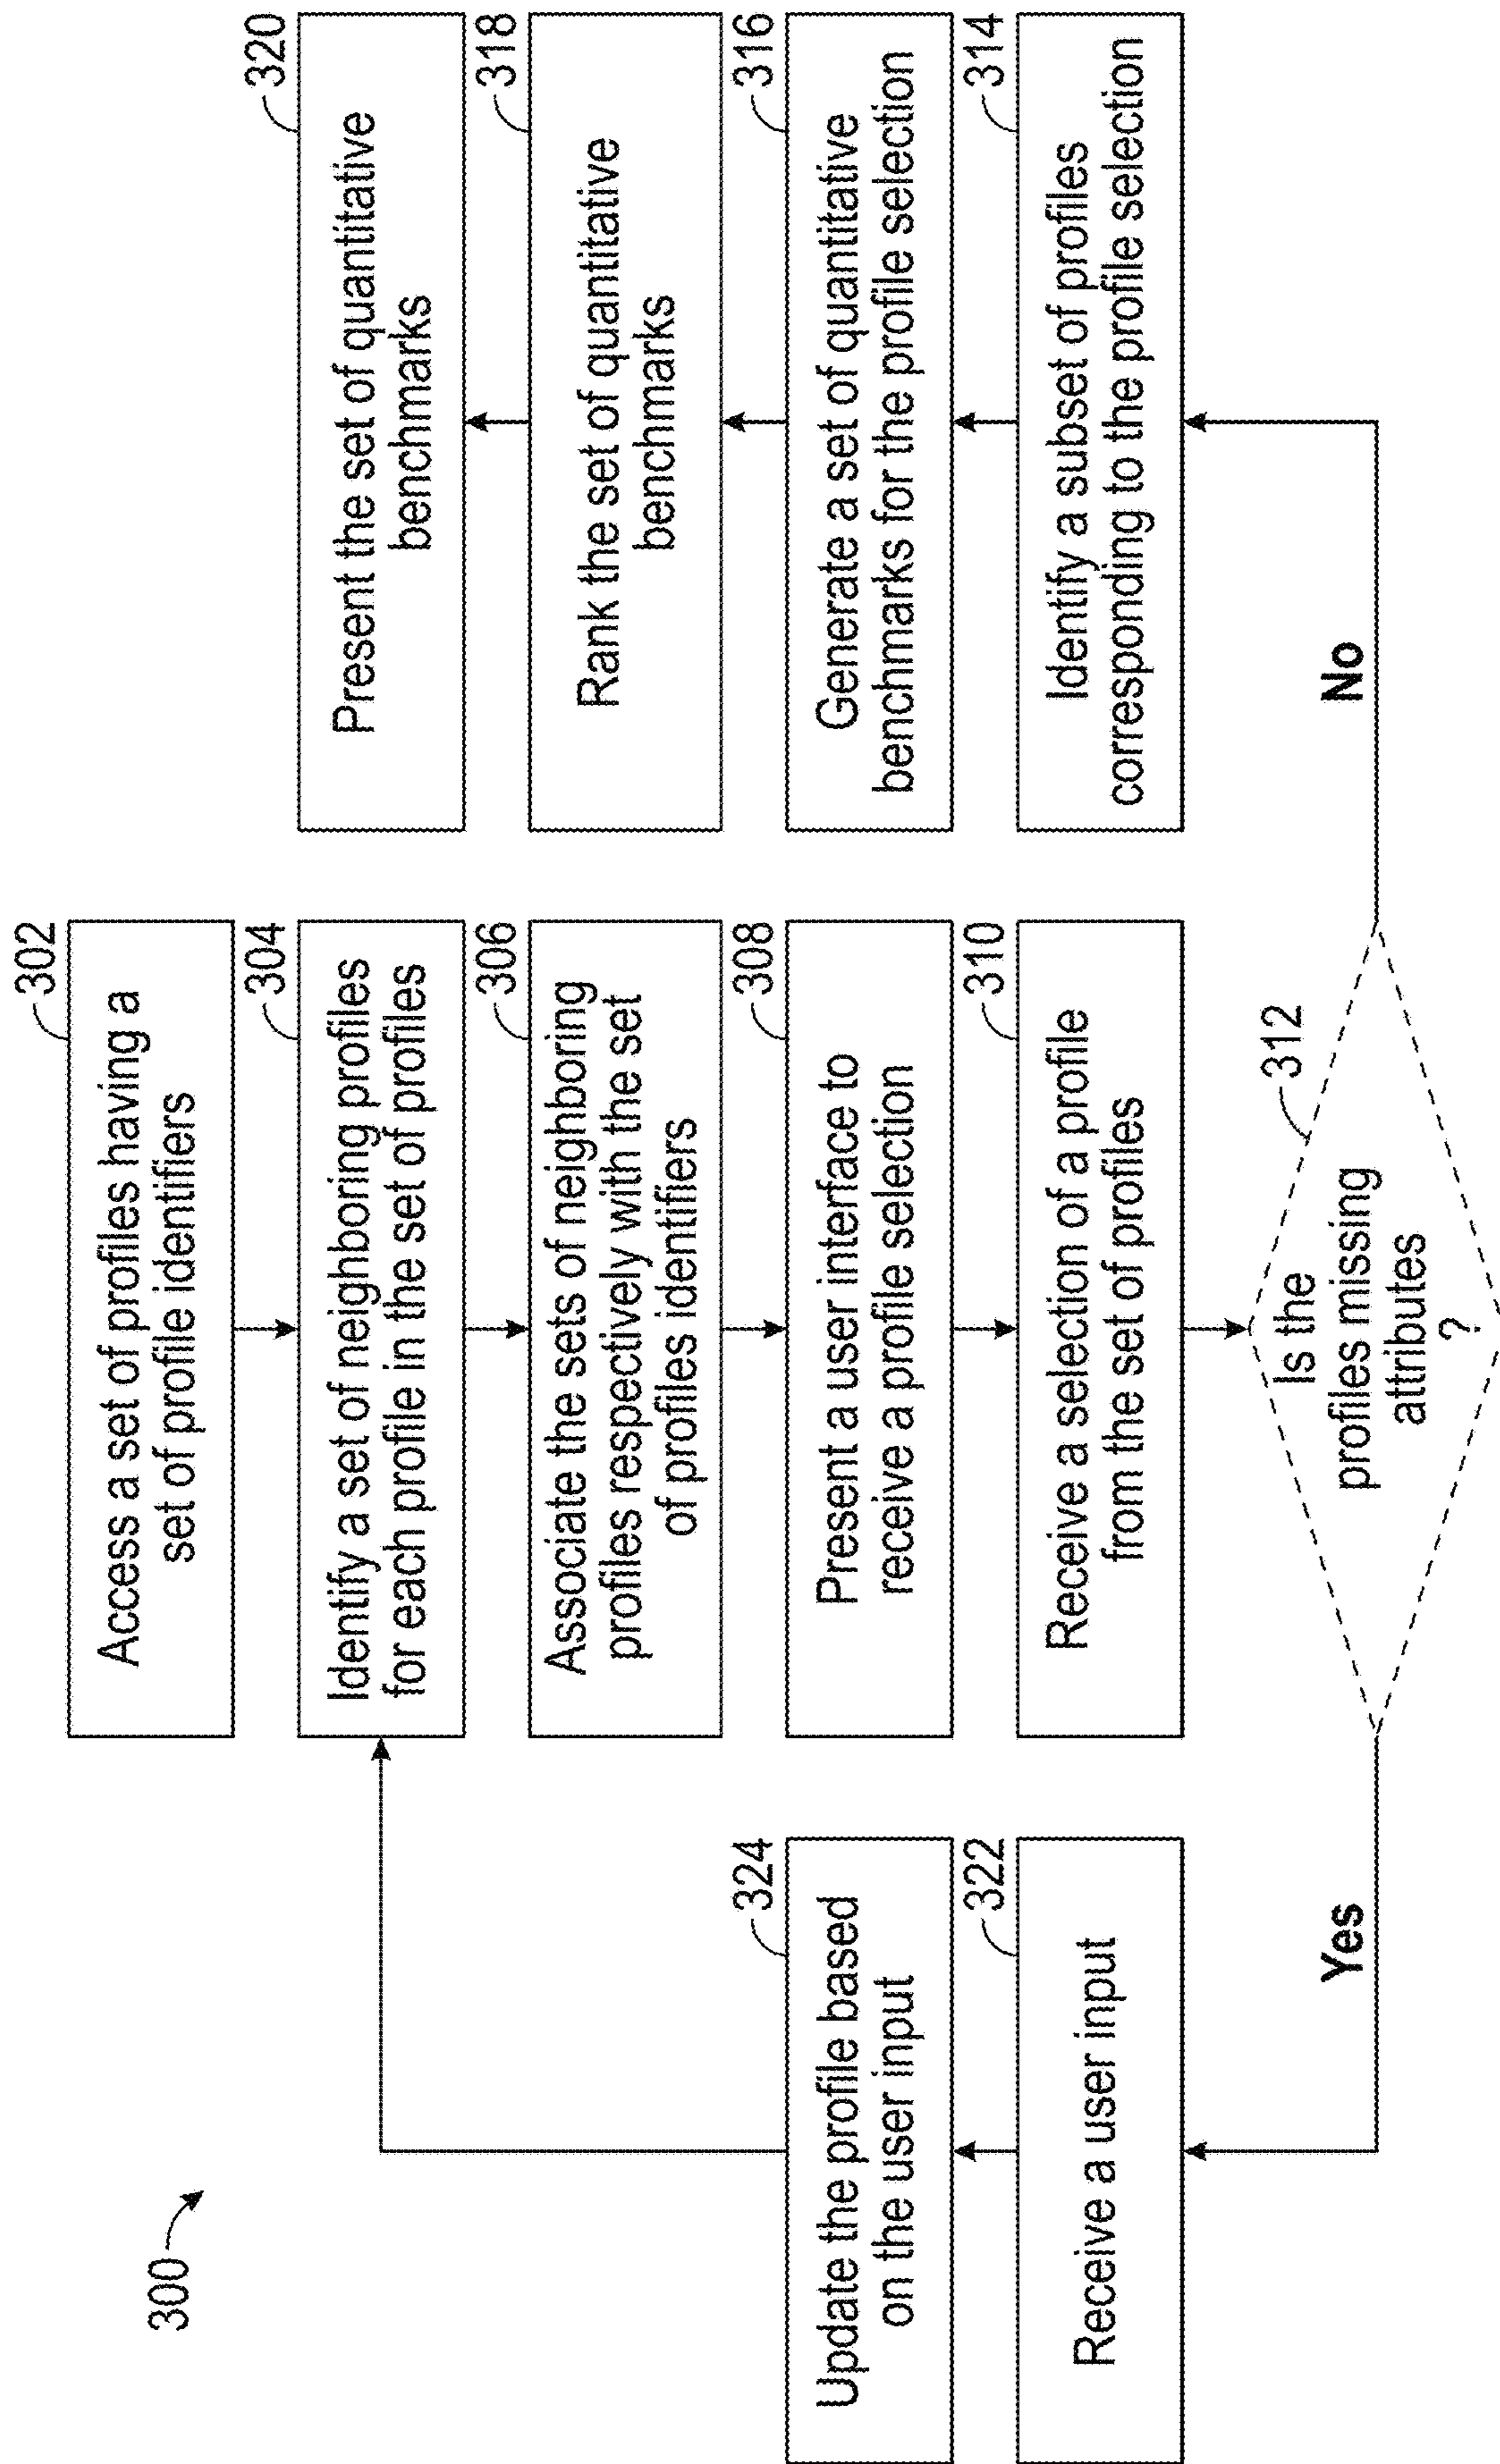 300
302
Access a set of profiles having a
set of profile identifiers
304
Identify a set of neighboring profiles
for each profile in the set of profiles
306
Associate the sets of neighboring
profiles respectively with the set
of profiles identifiers
308
Present a user interface to
receive a profile selection
310
Receive a selection of a profile
from the set of profiles
312
Is the
profiles missing
attributes
?
Yes
322
Receive a user input
324
Update the profile based
on the user input
No
314
Identify a subset of profiles
corresponding to the profile selection
316
Generate a set of quantitative
benchmarks for the profile selection
318
Rank the set of quantitative
benchmarks
320
Present the set of quantitative
benchmarks